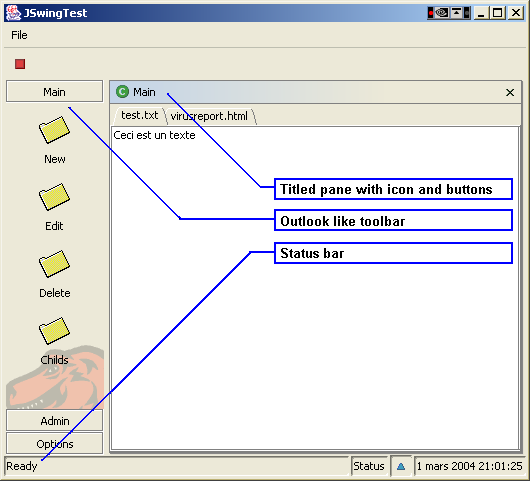 JSwingTest
File
Main
C Main
test.txt virusreport.html
Ceci est un texte
New
Titled pane with icon and buttons
Edit
Outlook like toolbar
Status bar
Delete
Childs
Admin
Options
Ready Status 1 mars 2004 21:01:25